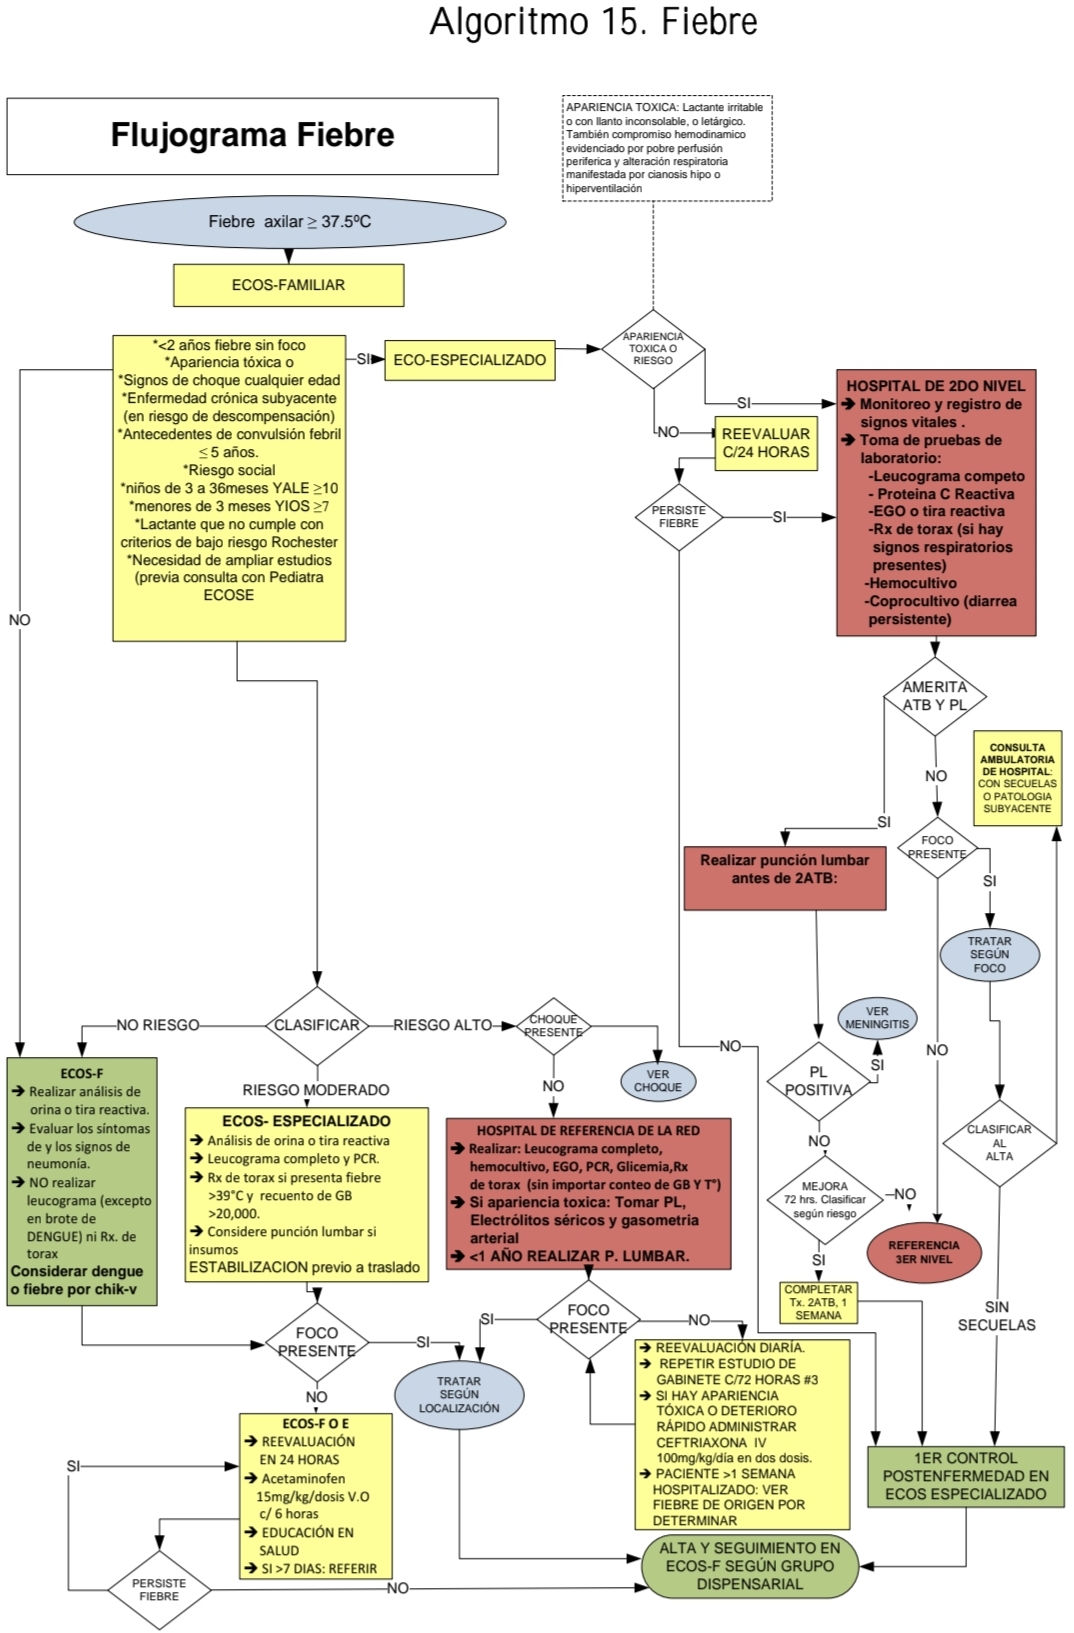 Algoritmo 15. Fiebre
Flujograma Fiebre
APARIENCIA TOXICA: Lactante irritable
o con llanto inconsolable, o letárgico.
También compromiso hemodinamico
evidenciado por pobre perfusión
periferica y alteración respiratoria
manifestada por cianosis hipo o
hiperventilación
Fiebre axilar ≥ 37.5ºC
ECOS-FAMILIAR
*<2 años fiebre sin foco
*Apariencia tóxica o
*Signos de choque cualquier edad
*Enfermedad crónica subyacente
(en riesgo de descompensación)
*Antecedentes de convulsión febril
≤ 5 años.
*Riesgo social
*niños de 3 a 36meses YALE ≥10
*menores de 3 meses YIOS ≥7
*Lactante que no cumple con
criterios de bajo riesgo Rochester
*Necesidad de ampliar estudios
(previa consulta con Pediatra
ECOSE
SI
ECO-ESPECIALIZADO
APARIENCIA
TOXICA O
RIESGO
SI
NO
REEVALUAR
C/24 HORAS
PERSISTE
FIEBRE
SI
HOSPITAL DE 2DO NIVEL
➔ Monitoreo y registro de
signos vitales .
➔ Toma de pruebas de
laboratorio:
-Leucograma competo
- Proteina C Reactiva
-EGO o tira reactiva
-Rx de torax (si hay
signos respiratorios
presentes)
-Hemocultivo
-Coprocultivo (diarrea
persistente)
NO
AMERITA
ATB Y PL
NO
SI
CONSULTA
AMBULATORIA
DE HOSPITAL:
CON SECUELAS
O PATOLOGIA
SUBYACENTE
FOCO
PRESENTE
SI
Realizar punción lumbar
antes de 2ATB:
TRATAR
SEGÚN
FOCO
NO RIESGO
CLASIFICAR
RIESGO ALTO
CHOQUE
PRESENTE
VER
CHOQUE
NO
NO
VER
MENINGITIS
SI
PL
POSITIVA
NO
NO
CLASIFICAR
AL
ALTA
ECOS-F
➔ Realizar análisis de
orina o tira reactiva.
➔ Evaluar los síntomas
de y los signos de
neumonía.
➔ NO realizar
leucograma (excepto
en brote de
DENGUE) ni Rx. de
torax
Considerar dengue
o fiebre por chik-v
RIESGO MODERADO
ECOS- ESPECIALIZADO
➔ Análisis de orina o tira reactiva
➔ Leucograma completo y PCR.
➔ Rx de torax si presenta fiebre
>39°C y recuento de GB
>20,000.
➔ Considere punción lumbar si
insumos
ESTABILIZACION previo a traslado
HOSPITAL DE REFERENCIA DE LA RED
➔ Realizar: Leucograma completo,
hemocultivo, EGO, PCR, Glicemia,Rx
de torax (sin importar conteo de GB Y T°)
➔ Si apariencia toxica: Tomar PL,
Electrólitos séricos y gasometria
arterial
➔ <1 AÑO REALIZAR P. LUMBAR.
MEJORA
72 hrs. Clasificar
según riesgo
NO
SI
REFERENCIA
3ER NIVEL
COMPLETAR
Tx. 2ATB, 1
SEMANA
SIN
SECUELAS
FOCO
PRESENTE
SI
NO
FOCO
PRESENTE
SI
NO
TRATAR
SEGÚN
LOCALIZACIÓN
➔ REEVALUACIÓN DIARÍA.
➔ REPETIR ESTUDIO DE
GABINETE C/72 HORAS #3
➔ SI HAY APARIENCIA
TÓXICA O DETERIORO
RÁPIDO ADMINISTRAR
CEFTRIAXONA IV
100mg/kg/día en dos dosis.
➔ PACIENTE >1 SEMANA
HOSPITALIZADO: VER
FIEBRE DE ORIGEN POR
DETERMINAR
ECOS-F O E
➔ REEVALUACIÓN
EN 24 HORAS
➔ Acetaminofen
15mg/kg/dosis V.O
c/ 6 horas
➔ EDUCACIÓN EN
SALUD
➔ SI >7 DIAS: REFERIR
SI
PERSISTE
FIEBRE
NO
1ER CONTROL
POSTENFERMEDAD EN
ECOS ESPECIALIZADO
ALTA Y SEGUIMIENTO EN
ECOS-F SEGÚN GRUPO
DISPENSARIAL